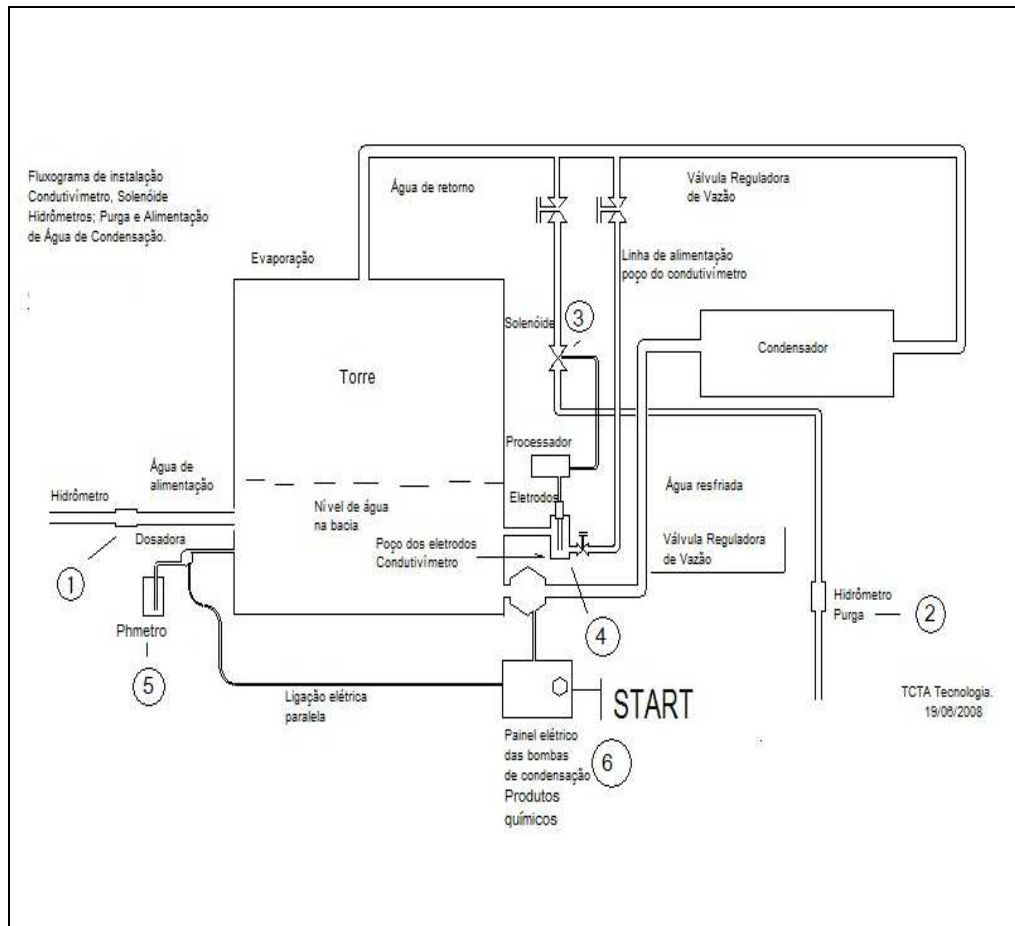 Fluxograma de instalação
Condutivímetro, Solenóide
Hidrômetros; Purga e Alimentação
de Água de Condensação.
Água de retorno
Válvula Reguladora
de Vazão
Evaporação
Linha de alimentação
poço do condutivímetro
Solenóide
3
Condensador
Torre
Processador
Água de
alimentação
Hidrômetro
Eletrodos
Água resfriada
Nível de água
na bacia
Dosadora
Poço dos eletrodos
Condutivímetro
Válvula Reguladora
de Vazão
1
Hidrômetro
Purga
2
Phmetro
4
5
Ligação elétrica
paralela
START
TCTA Tecnologia.
19/06/2008
Painel elétrico
das bombas
de condensação
Produtos
químicos
6